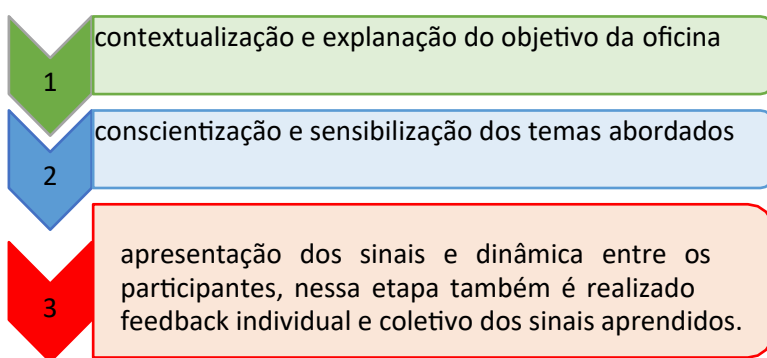 contextualização e explanação do objetivo da oficina
1
conscientização e sensibilização dos temas abordados
2
apresentação dos sinais e dinâmica entre os
participantes, nessa etapa também é realizado
feedback individual e coletivo dos sinais aprendidos.
3